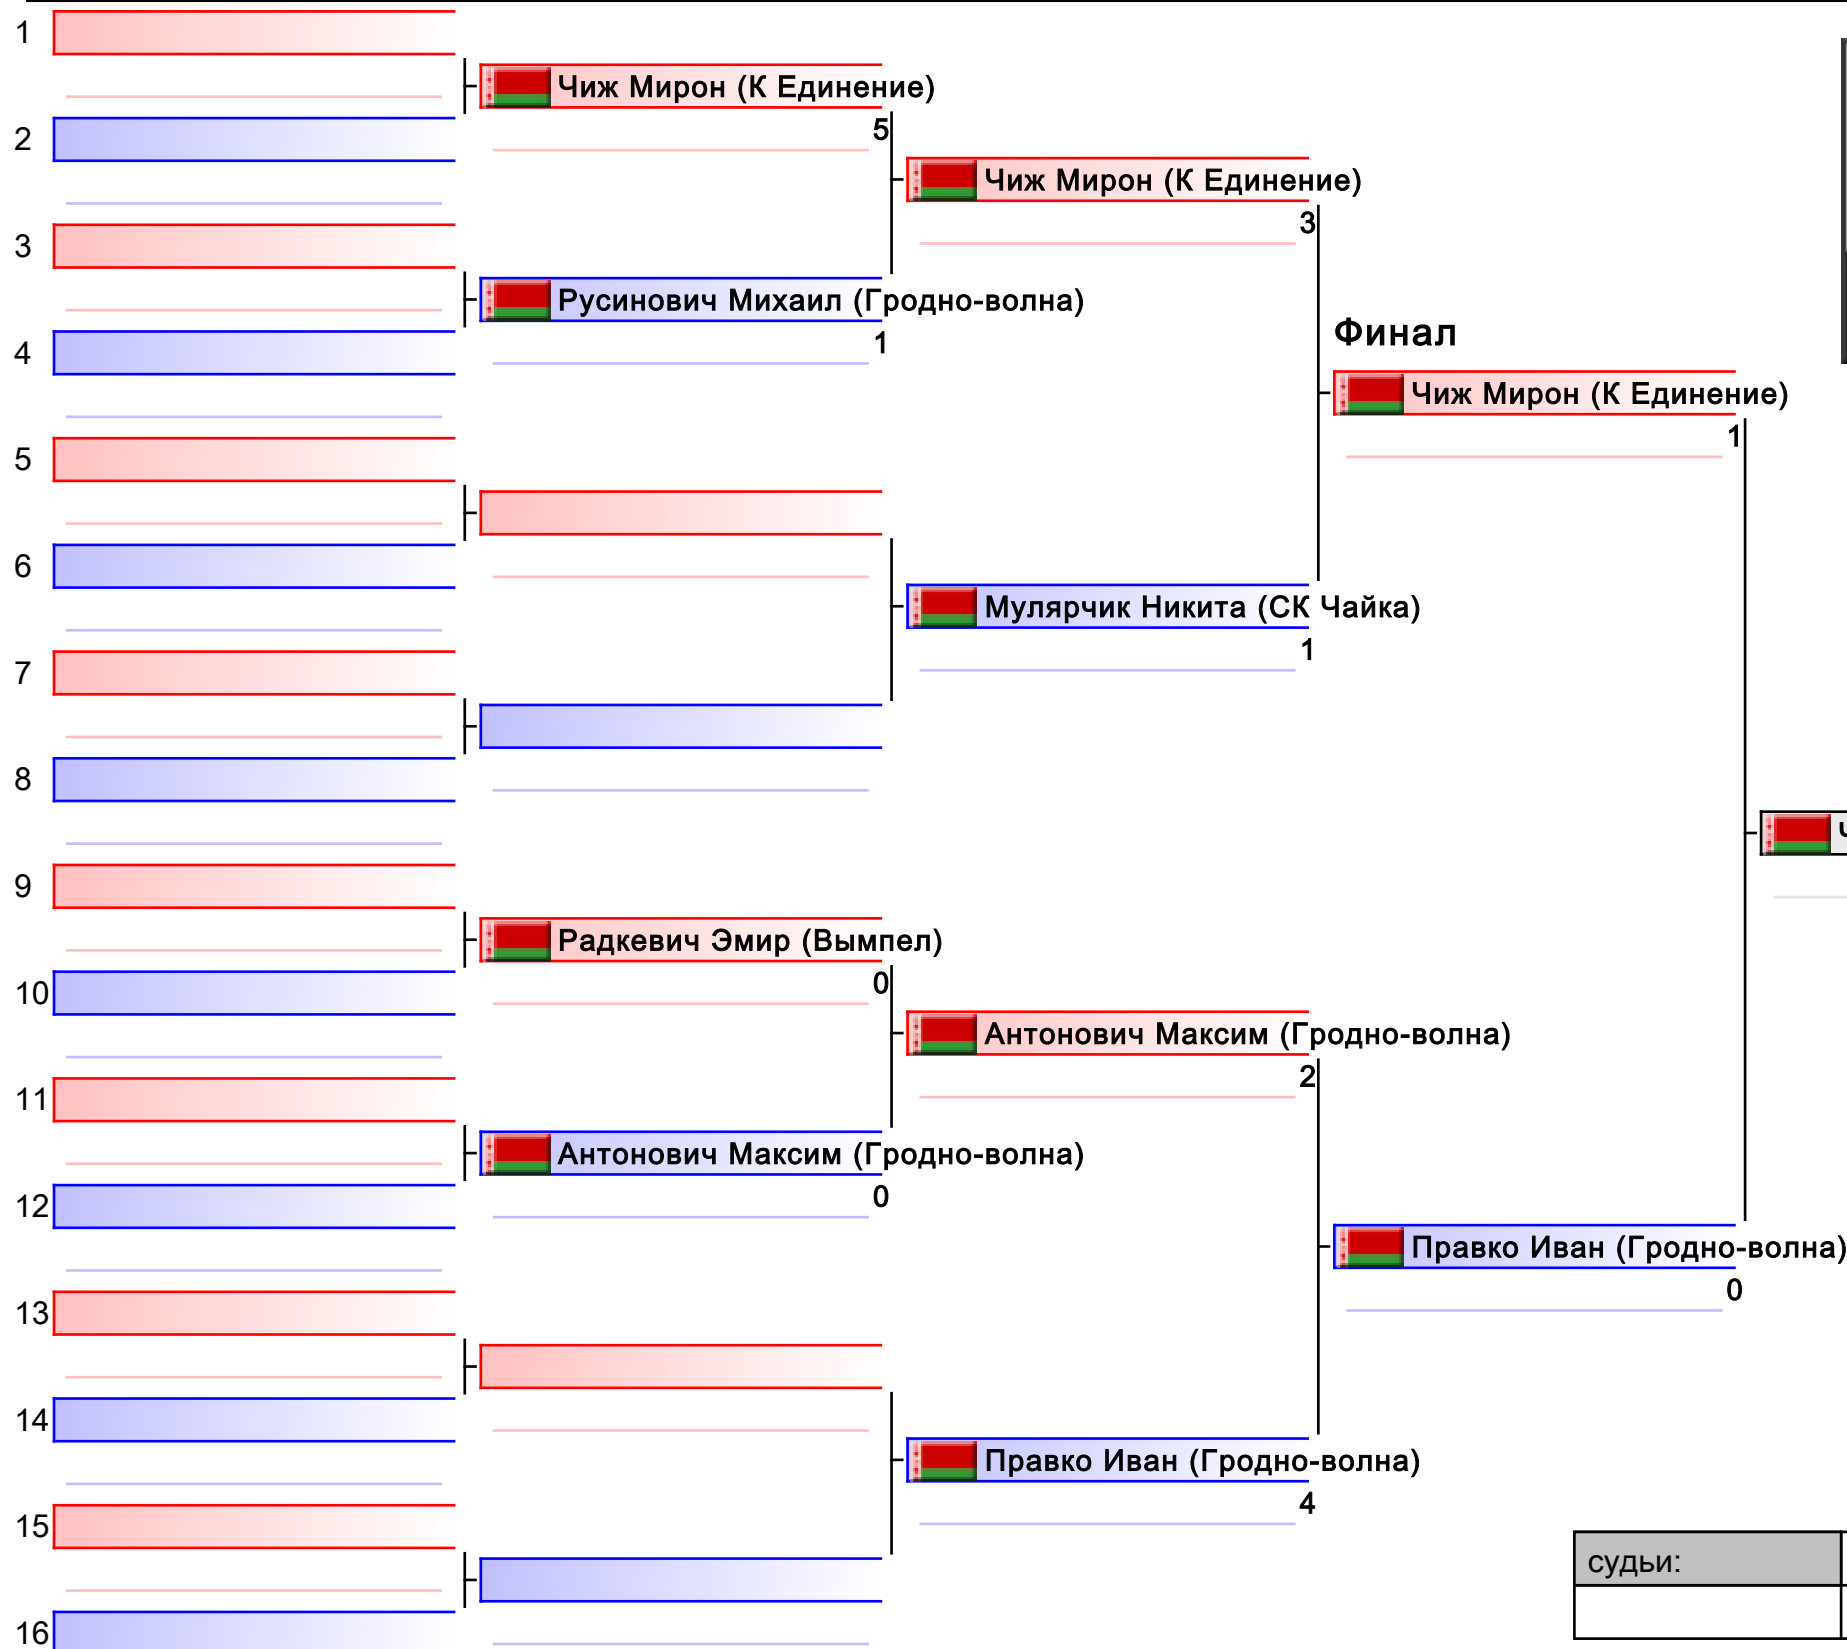 1
Чиж Мирон (К Единение)
5
2
Чиж Мирон (К Единение)
3
3
Русинович Михаил (Гродно-волна)
1
4
Финал
Чиж Мирон (К Единение)
1
5
6
Мулярчик Никита (СК Чайка)
1
7
8
9
Радкевич Эмир (Вымпел)
0
10
Антонович Максим (Гродно-волна)
2
11
Антонович Максим (Гродно-волна)
0
12
Правко Иван (Гродно-волна)
0
13
14
Правко Иван (Гродно-волна)
4
15
судьи:
16